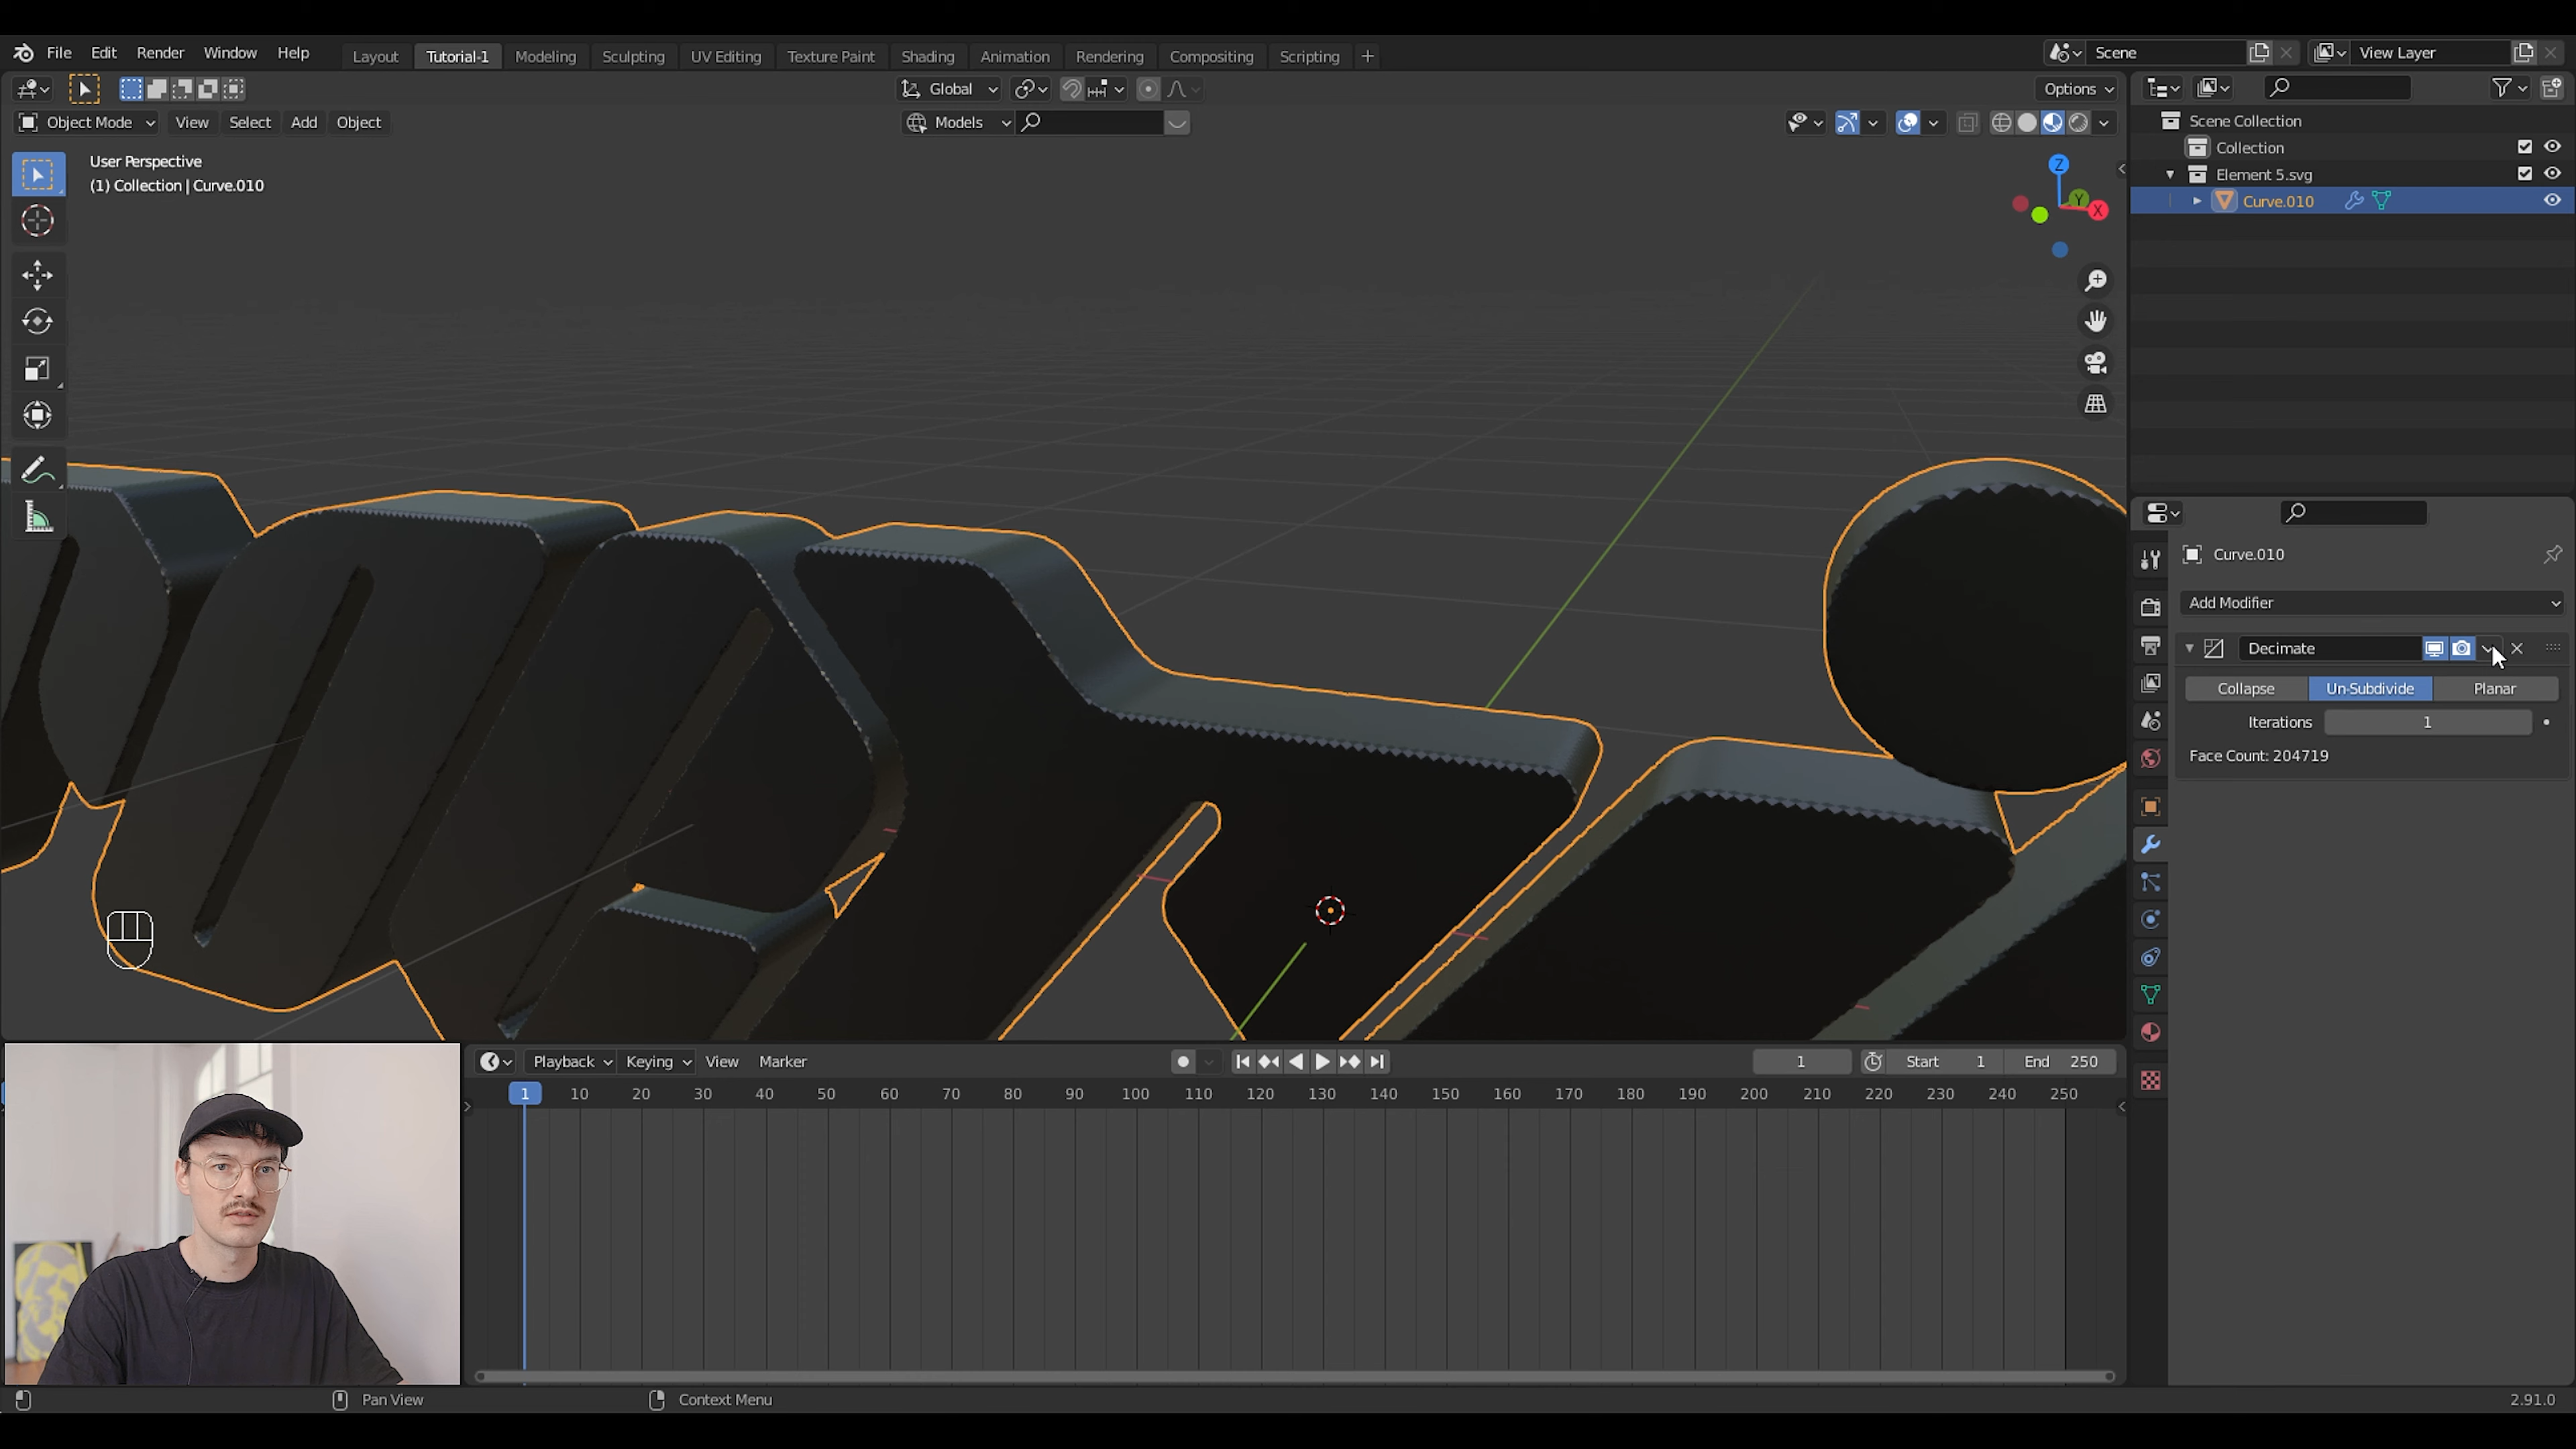 File Edit Render Window Help Layout Tutorial-1 Modeling Sculpting UV Editing Texture Paint Shading Animation Rendering Compositing Scripting + Scene View Layer
Global Options
Object Mode View Select Add Object Models
User Perspective
(1) Collection | Curve.010
Z
Y
X
Scene Collection
Collection
Element 5.svg
Curve.010
Curve.010
Add Modifier
Decimate
Collapse Un-Subdivide Planar
Iterations 1
Face Count: 204719
Playback Keying View Marker 1 Start 1 End 250
1 10 20 30 40 50 60 70 80 90 100 110 120 130 140 150 160 170 180 190 200 210 220 230 240 250
Pan View Context Menu 2.91.0